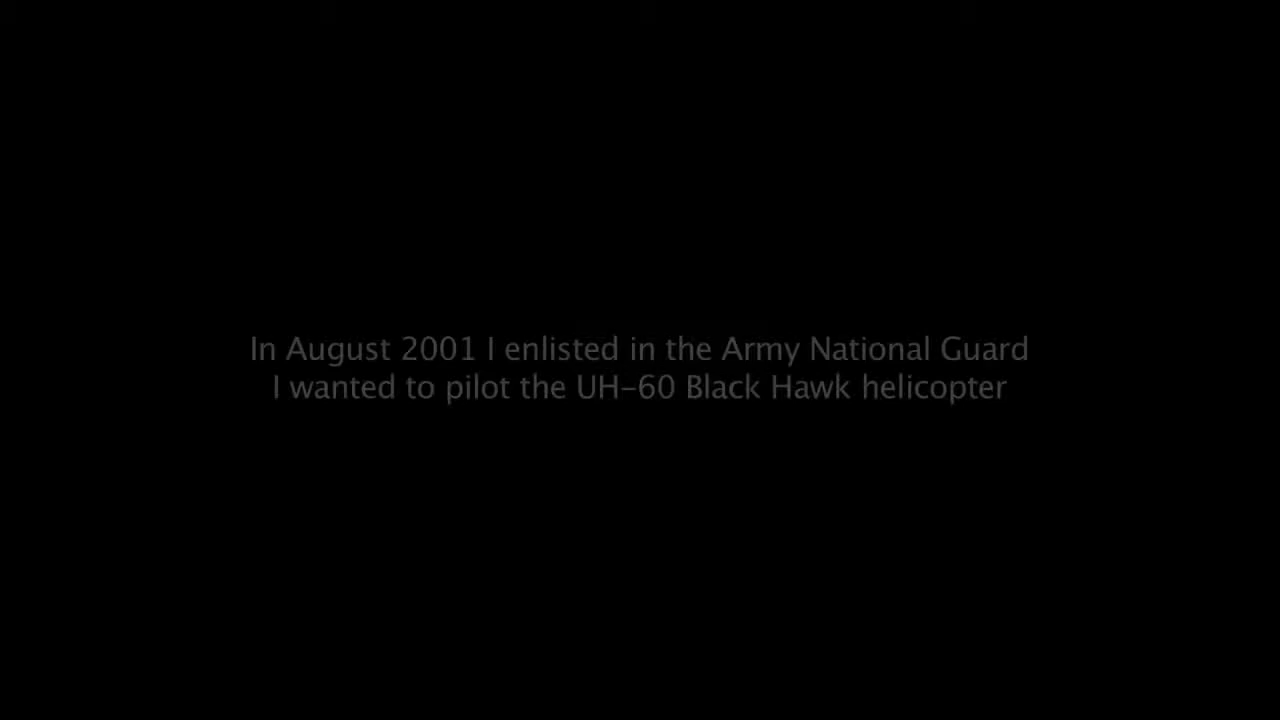 In August 2001 I enlisted in the Army National Guard
I wanted to pilot the UH-60 Black Hawk helicopter